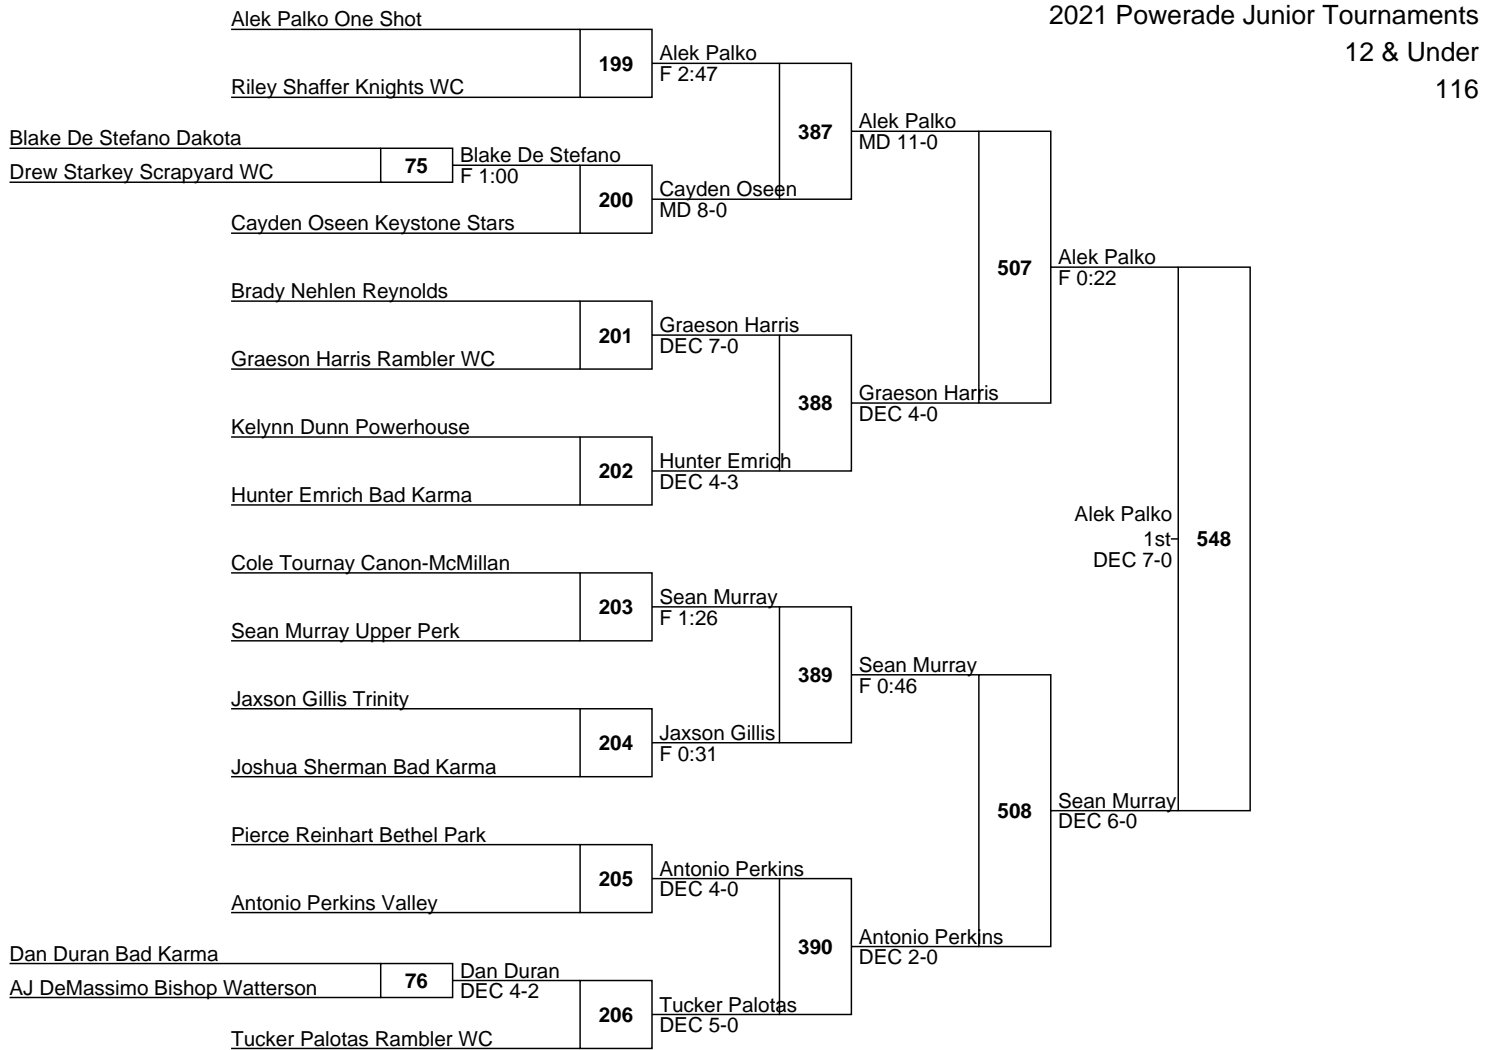 2021 Powerade Junior Tournaments
12 & Under
116
Alek Palko One Shot
199
Riley Shaffer Knights WC
Alek Palko
F 2:47
Blake De Stefano Dakota
75
Drew Starkey Scrapyard WC
Blake De Stefano
F 1:00
200
Cayden Oseen Keystone Stars
Cayden Oseen
MD 8-0
387
Alek Palko
MD 11-0
Brady Nehlen Reynolds
201
Graeson Harris Rambler WC
Graeson Harris
DEC 7-0
Kelynn Dunn Powerhouse
202
Hunter Emrich Bad Karma
Hunter Emrich
DEC 4-3
388
Graeson Harris
DEC 4-0
507
Alek Palko
F 0:22
Cole Tournay Canon-McMillan
203
Sean Murray Upper Perk
Sean Murray
F 1:26
Jaxson Gillis Trinity
204
Joshua Sherman Bad Karma
Jaxson Gillis
F 0:31
389
Sean Murray
F 0:46
Pierce Reinhart Bethel Park
205
Antonio Perkins Valley
Antonio Perkins
DEC 4-0
Dan Duran Bad Karma
76
AJ DeMassimo Bishop Watterson
Dan Duran
DEC 4-2
206
Tucker Palotas Rambler WC
Tucker Palotas
DEC 5-0
390
Antonio Perkins
DEC 2-0
508
Sean Murray
DEC 6-0
548
Alek Palko
1st
DEC 7-0